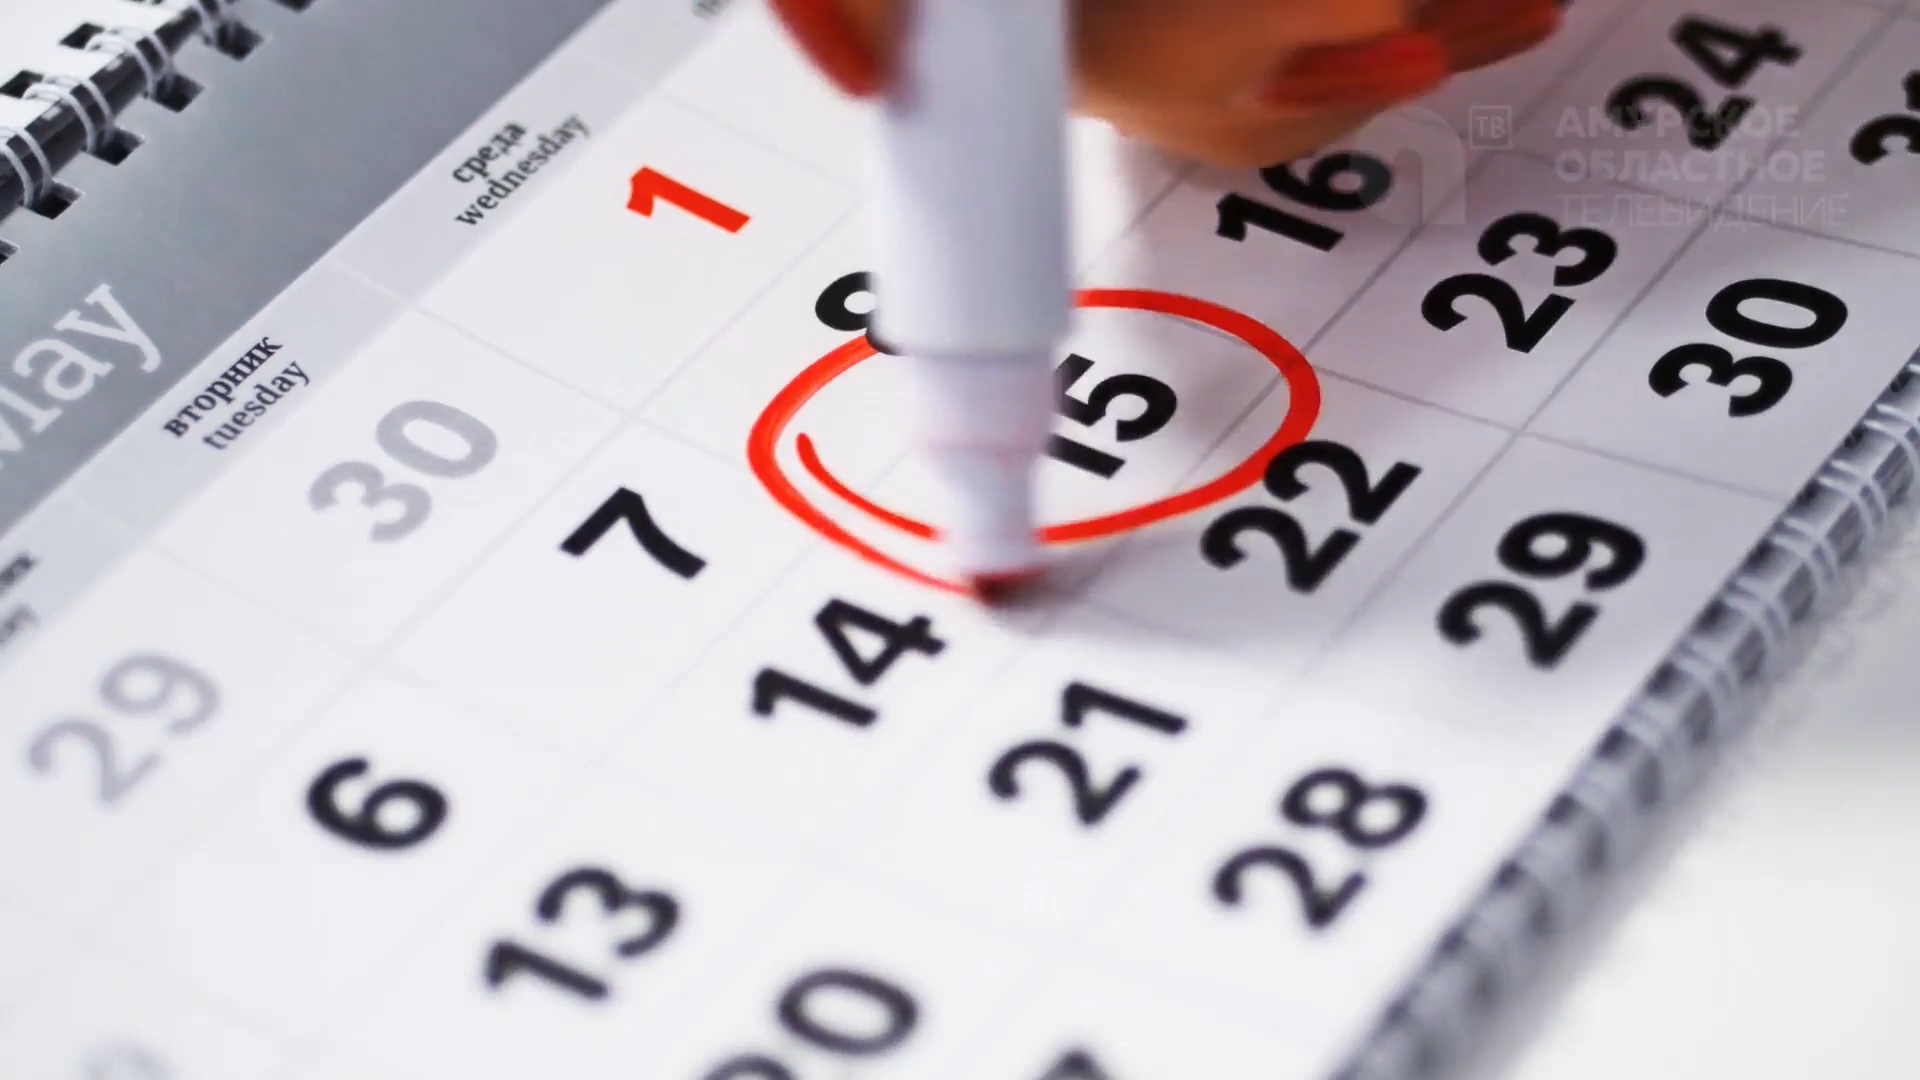 May
среда
wednesday
вторник
tuesday
1
30
7
14
21
28
29
6
13
20
15
22
29
16
23
30
24
ТВ
АМУРСКОЕ
ОБЛАСТНОЕ
ТЕЛЕВИДЕНИЕ